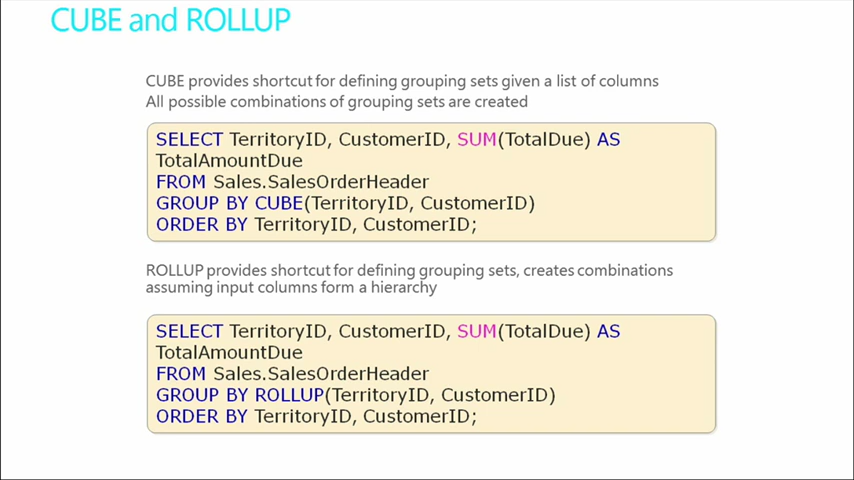 CUBE and ROLLUP
CUBE provides shortcut for defining grouping sets given a list of columns
All possible combinations of grouping sets are created
SELECT TerritoryID, CustomerID, SUM(TotalDue) AS
TotalAmountDue
FROM Sales.SalesOrderHeader
GROUP BY CUBE(TerritoryID, CustomerID)
ORDER BY TerritoryID, CustomerID;
ROLLUP provides shortcut for defining grouping sets, creates combinations
assuming input columns form a hierarchy
SELECT TerritoryID, CustomerID, SUM(TotalDue) AS
TotalAmountDue
FROM Sales.SalesOrderHeader
GROUP BY ROLLUP(TerritoryID, CustomerID)
ORDER BY TerritoryID, CustomerID;